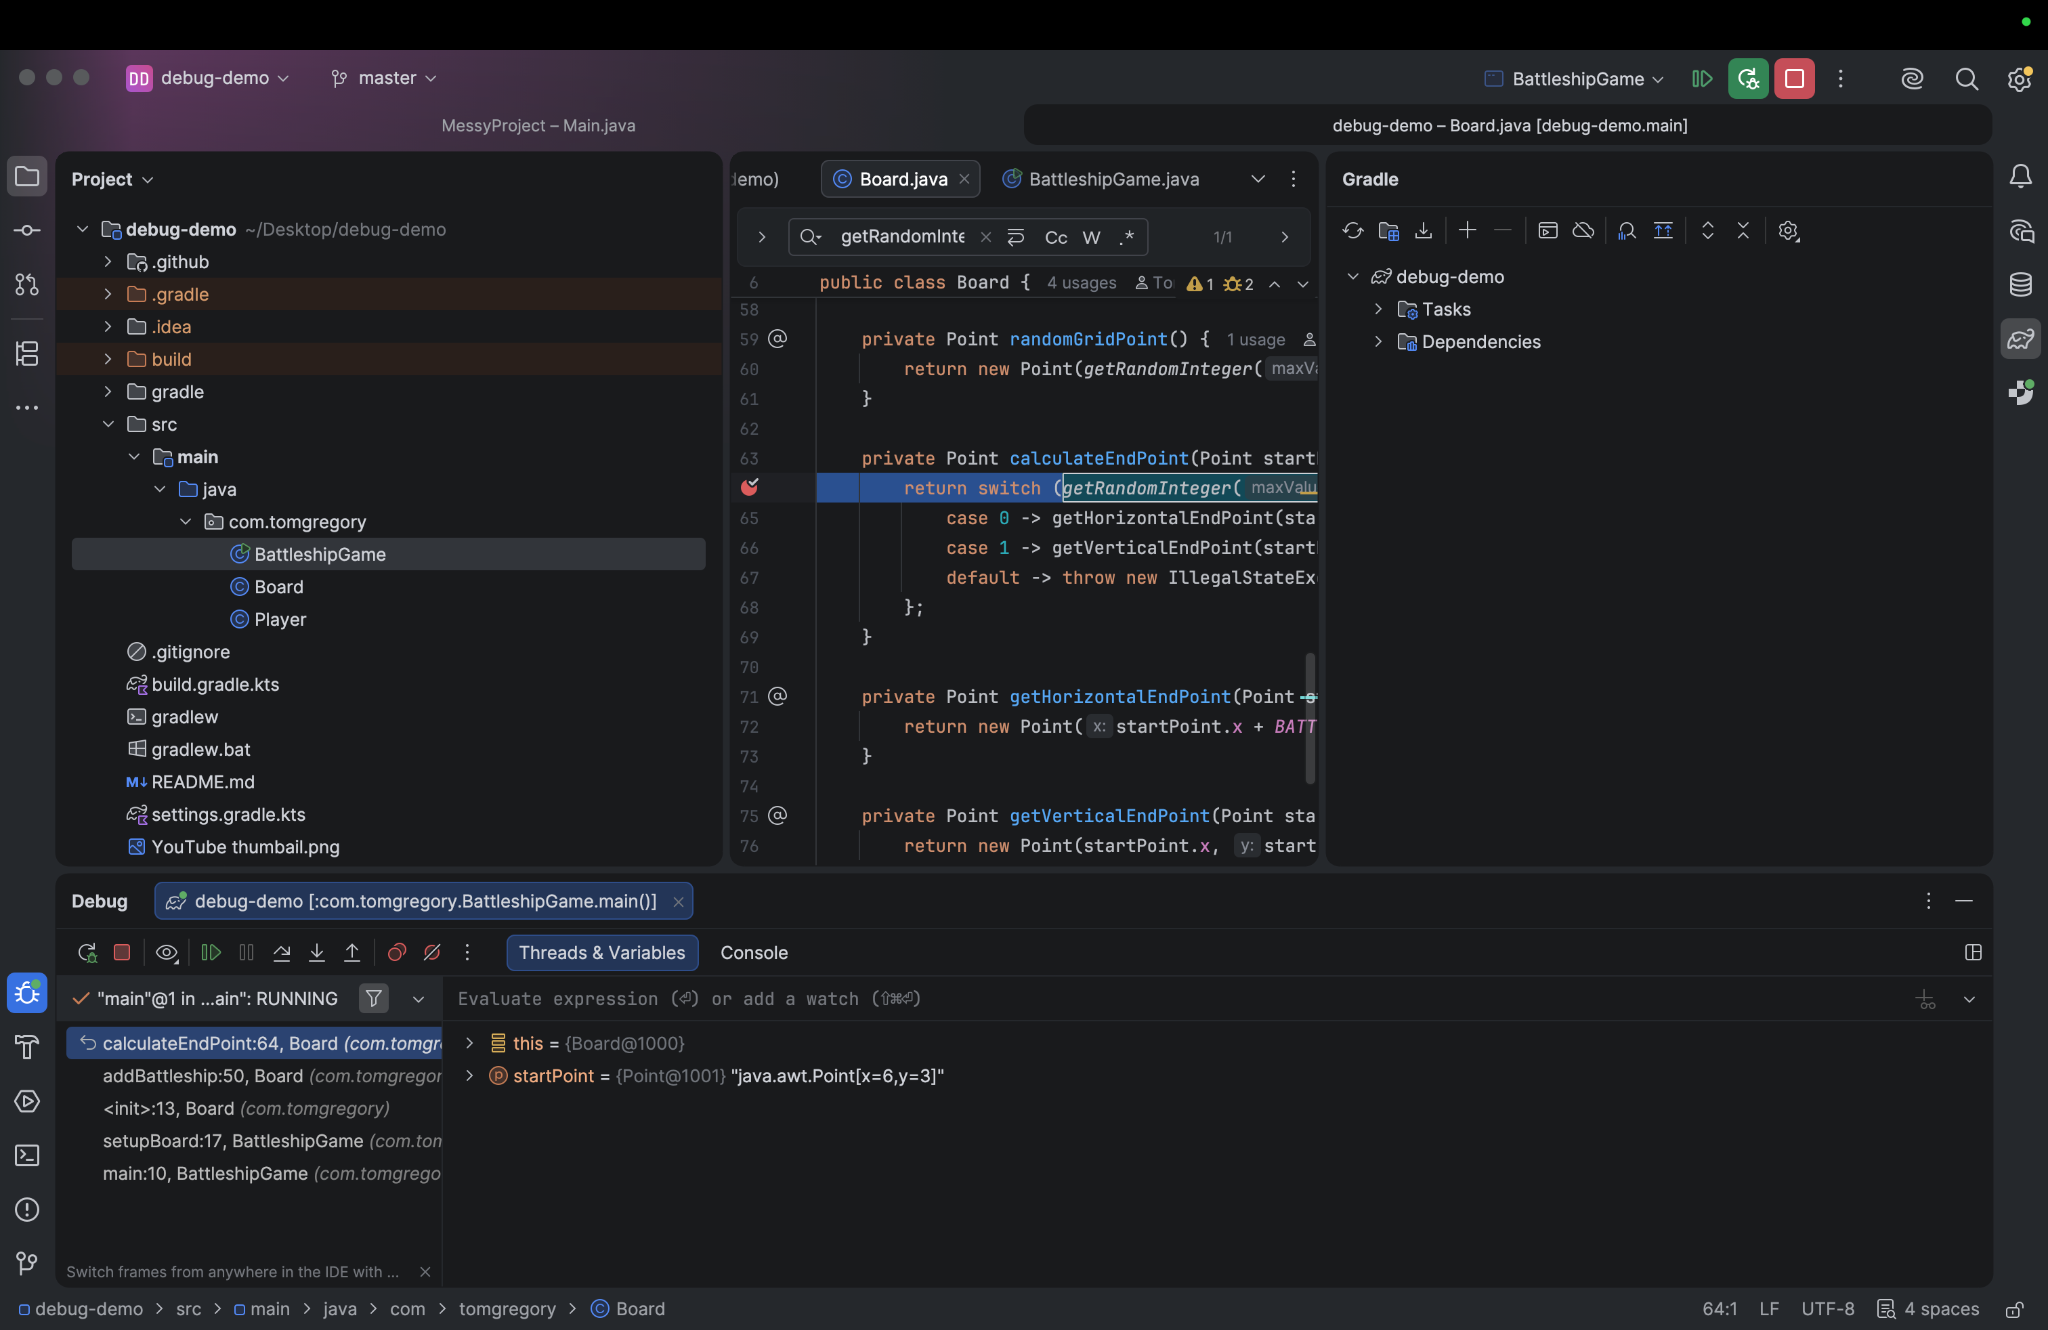 DD debug-demo master BattleshipGame
MessyProject – Main.java debug-demo – Board.java [debug-demo.main]
Project
debug-demo ~/Desktop/debug-demo
.github
.gradle
.idea
build
gradle
src
main
java
com.tomgregory
BattleshipGame
Board
Player
.gitignore
build.gradle.kts
gradlew
gradlew.bat
README.md
settings.gradle.kts
YouTube thumbail.png
demo) Board.java BattleshipGame.java
getRandomInte Cc W .* 1/1
6 public class Board { 4 usages To 1 2
58
59 @ private Point randomGridPoint() { 1 usage
60 return new Point(getRandomInteger( maxVa
61 }
62
63 private Point calculateEndPoint(Point start
return switch (getRandomInteger( maxValu
65 case 0 -> getHorizontalEndPoint(sta
66 case 1 -> getVerticalEndPoint(start
67 default -> throw new IllegalStateEx
68 };
69 }
70
71 @ private Point getHorizontalEndPoint(Point s
72 return new Point( x: startPoint.x + BATT
73 }
74
75 @ private Point getVerticalEndPoint(Point sta
76 return new Point(startPoint.x, y: start
Gradle
debug-demo
Tasks
Dependencies
Debug debug-demo [:com.tomgregory.BattleshipGame.main()]
Threads & Variables Console
"main"@1 in ...ain": RUNNING
Evaluate expression (⏎) or add a watch (⇧⌘⏎)
calculateEndPoint:64, Board (com.tomgr
addBattleship:50, Board (com.tomgregor
<init>:13, Board (com.tomgregory)
setupBoard:17, BattleshipGame (com.tom
main:10, BattleshipGame (com.tomgrego
this = {Board@1000}
startPoint = {Point@1001} "java.awt.Point[x=6,y=3]"
Switch frames from anywhere in the IDE with ...
debug-demo > src > main > java > com > tomgregory > Board
64:1 LF UTF-8 4 spaces